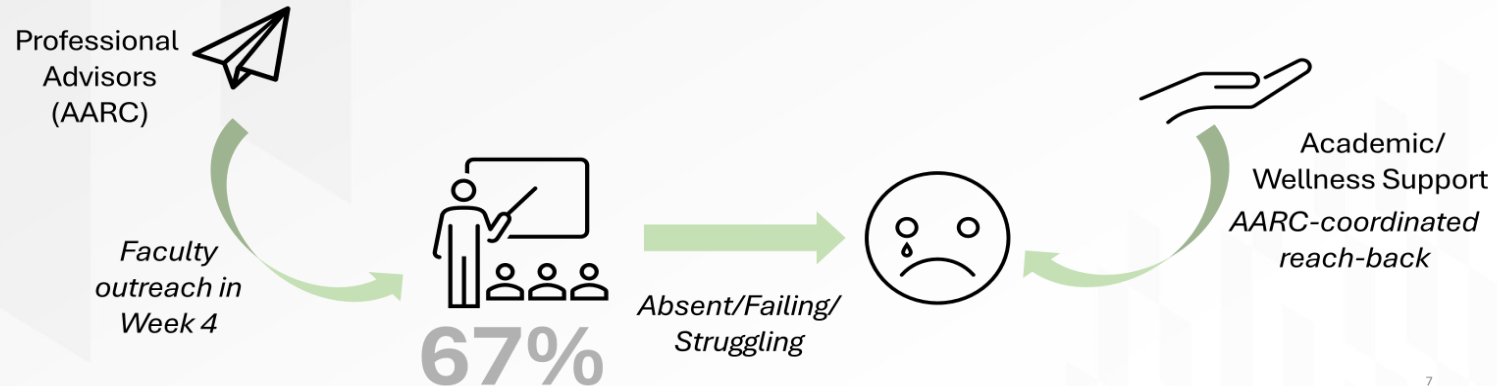 Professional
Advisors
(AARC)
Faculty
outreach in
Week 4
67%
Absent/Failing/
Struggling
Academic/
Wellness Support
AARC-coordinated
reach-back
7